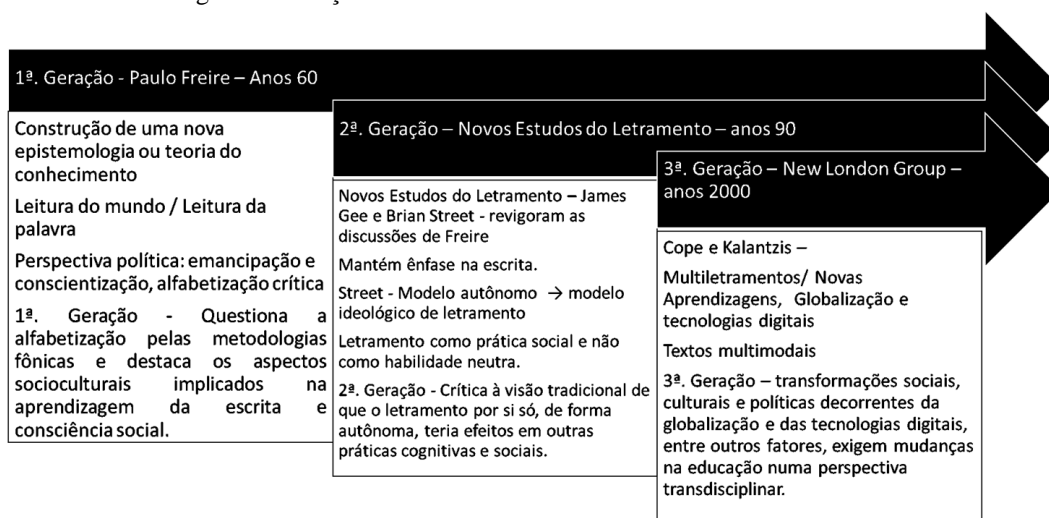 1ª. Geração - Paulo Freire – Anos 60
Construção de uma nova
epistemologia ou teoria do
conhecimento
Leitura do mundo / Leitura da
palavra
Perspectiva política: emancipação e
conscientização, alfabetização crítica
1ª. Geração - Questiona a
alfabetização pelas metodologias
fônicas e destaca os aspectos
socioculturais implicados na
aprendizagem da escrita e
consciência social.
2ª. Geração – Novos Estudos do Letramento – anos 90
Novos Estudos do Letramento – James
Gee e Brian Street - revigoram as
discussões de Freire
Mantém ênfase na escrita.
Street - Modelo autônomo → modelo
ideológico de letramento
Letramento como prática social e não
como habilidade neutra.
2ª. Geração - Crítica à visão tradicional de
que o letramento por si só, de forma
autônoma, teria efeitos em outras
práticas cognitivas e sociais.
3ª. Geração – New London Group –
anos 2000
Cope e Kalantzis –
Multiletramentos/ Novas
Aprendizagens, Globalização e
tecnologias digitais
Textos multimodais
3ª. Geração – transformações sociais,
culturais e políticas decorrentes da
globalização e das tecnologias digitais,
entre outros fatores, exigem mudanças
na educação numa perspectiva
transdisciplinar.